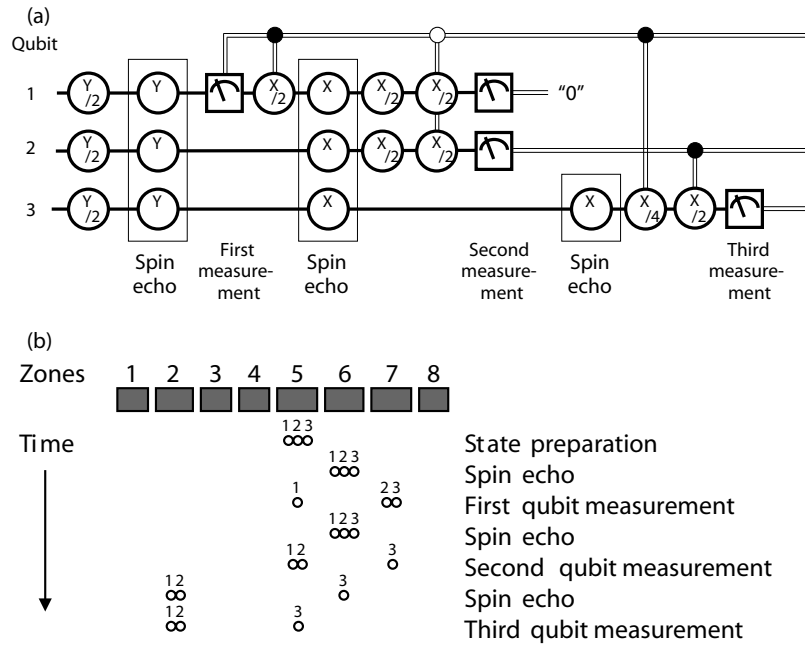 (a)
Qubit
1 Y/2 Y X/2 X X/2 X/2 “0”
2 Y/2 Y X X/2 X/2
3 Y/2 Y X X X/4 X/2
Spin
echo
First
measure-
ment
Spin
echo
Second
measure-
ment
Spin
echo
Third
measure-
ment
(b)
Zones 1 2 3 4 5 6 7 8
Time
1 2 3 State preparation
1 2 3 Spin echo
1 2 3 First qubit measurement
1 2 3 Spin echo
1 2 3 Second qubit measurement
1 2 3 Spin echo
1 2 3 Third qubit measurement